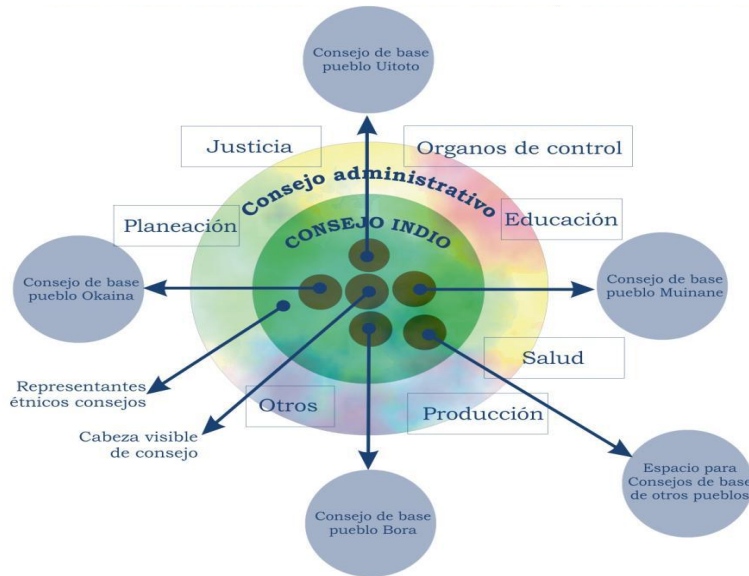 Consejo de base
pueblo Uitoto
Justicia
Organos de control
Consejo administrativo
CONSEJO INDIO
Planeación
Educación
Consejo de base
pueblo Okaina
Consejo de base
pueblo Muinane
Salud
Representantes
étnicos consejos
Otros
Producción
Cabeza visible
de consejo
Espacio para
Consejos de base
de otros pueblos
Consejo de base
pueblo Bora